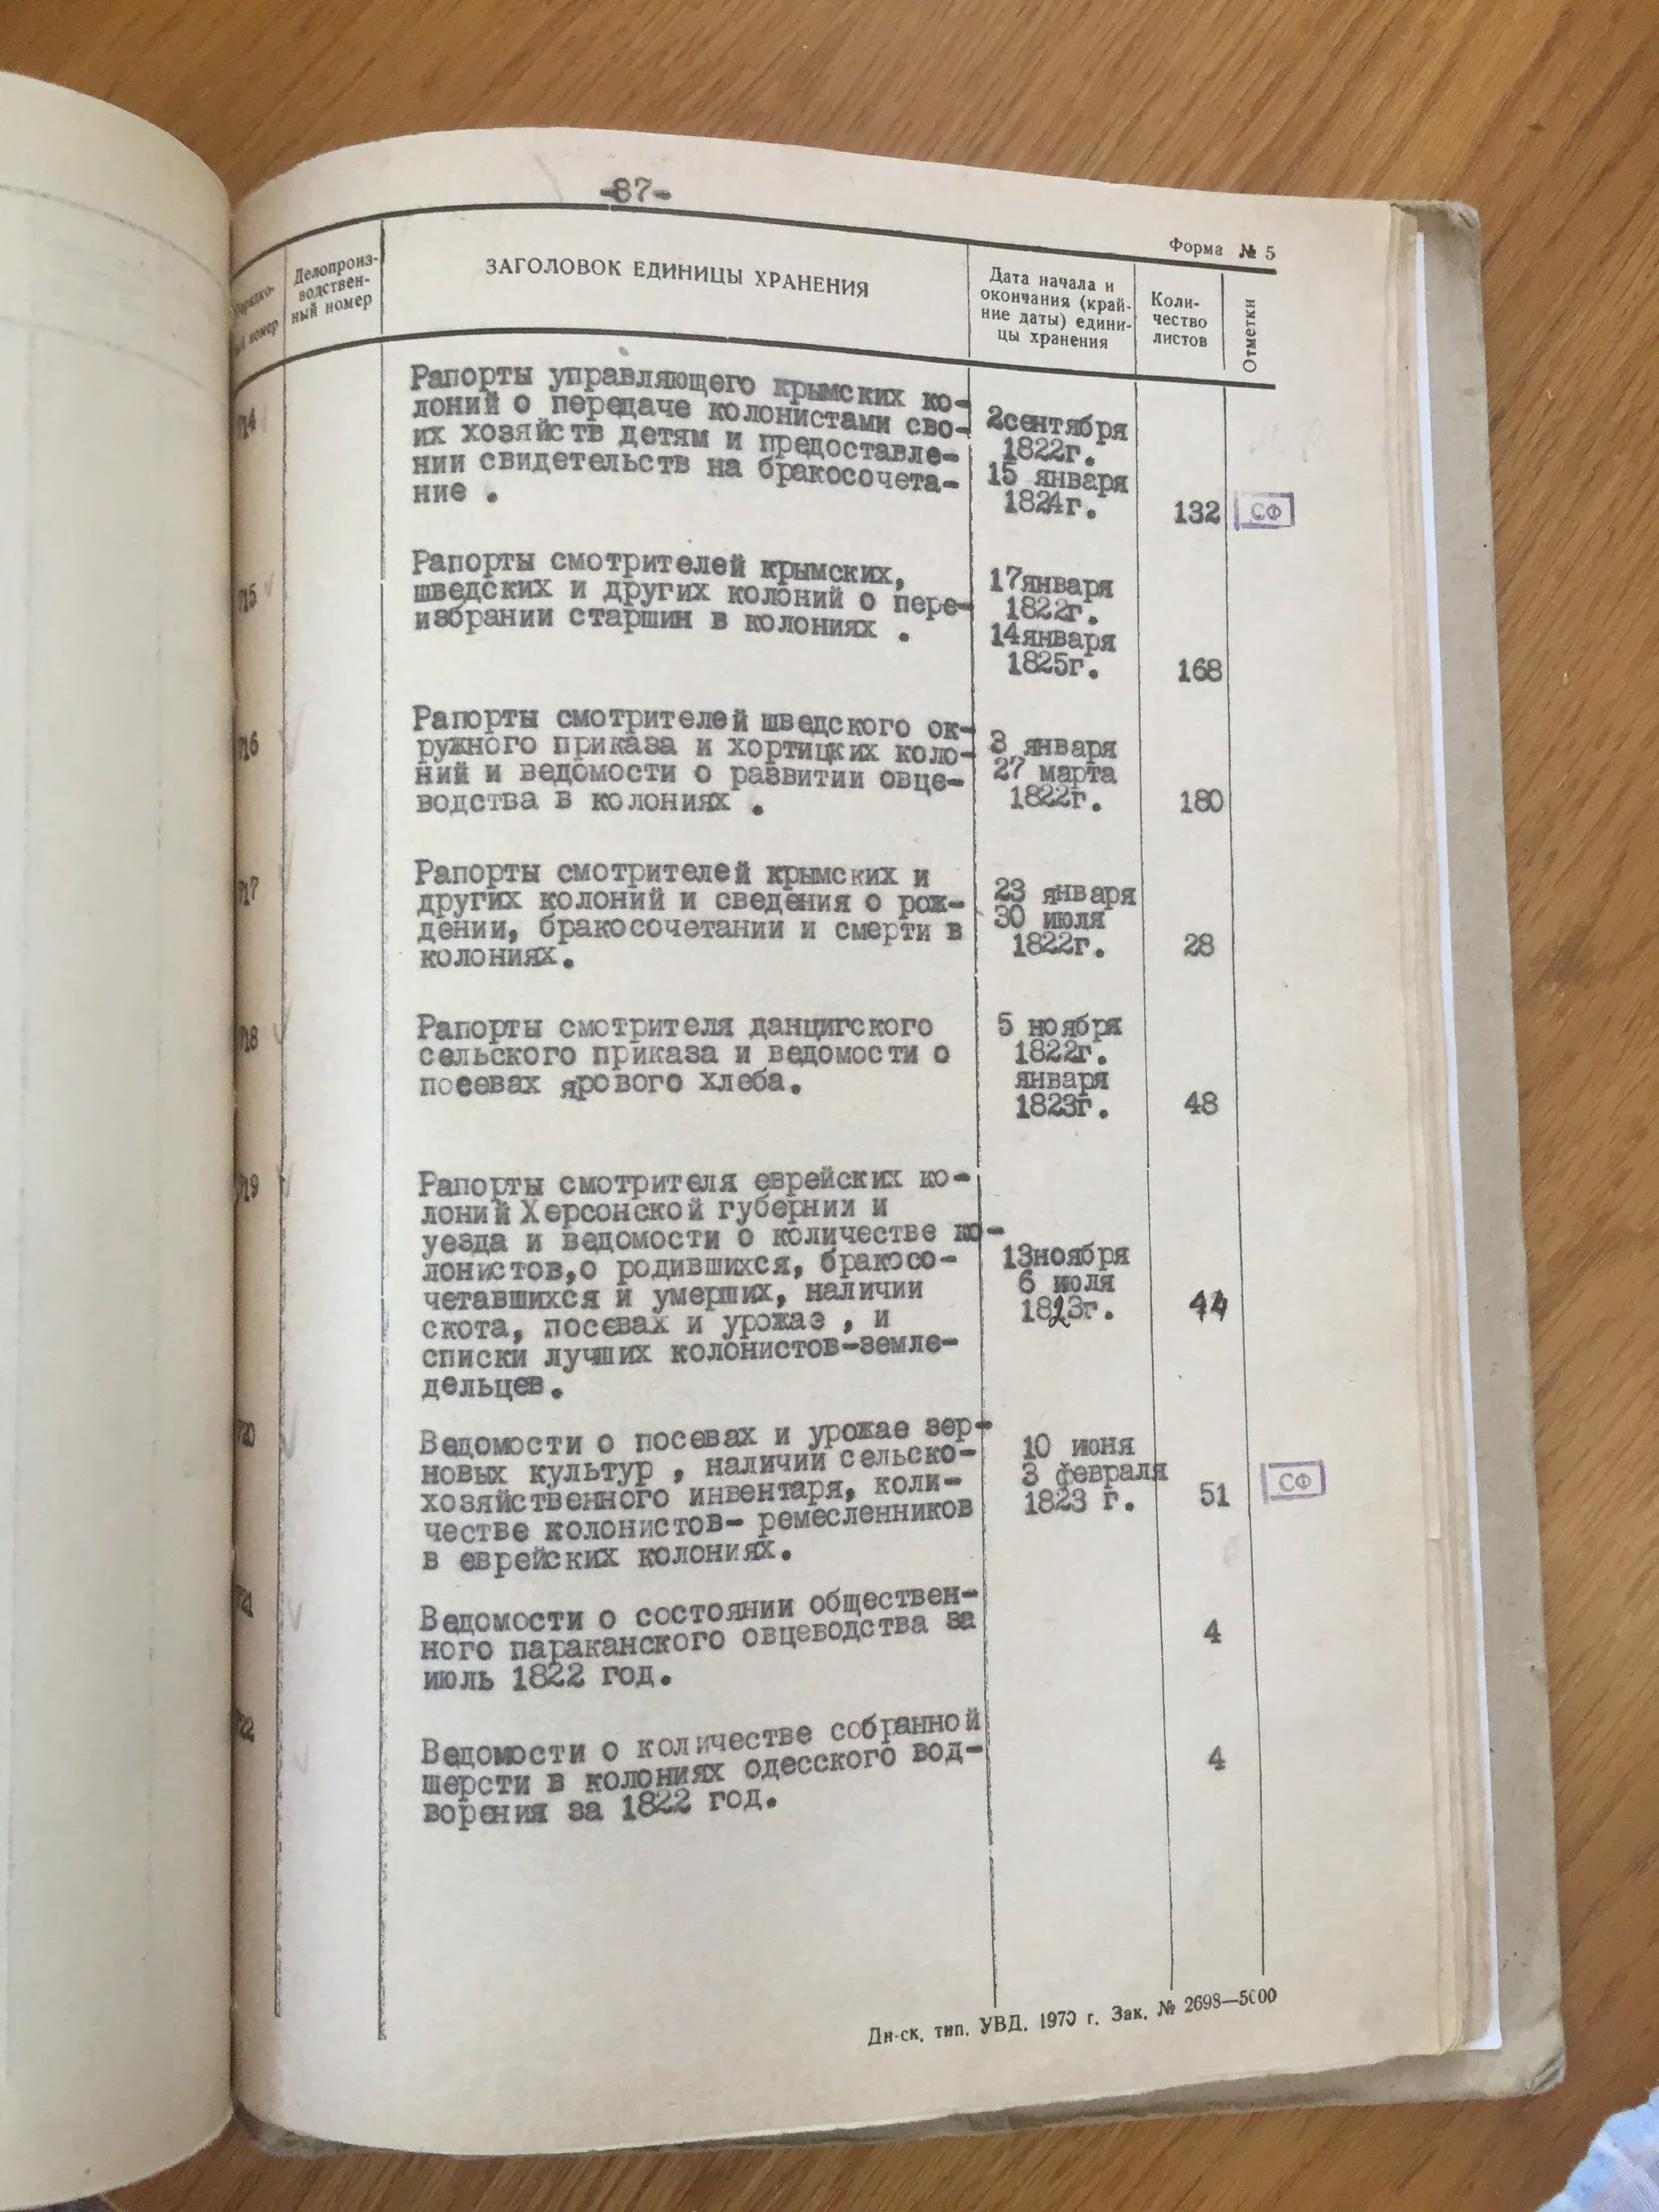 -87-
Форма № 5
Делопроиз-
водствен-
ный номер
ЗАГОЛОВОК ЕДИНИЦЫ ХРАНЕНИЯ
Дата начала и
окончания (край-
ние даты) едини-
цы хранения
Коли-
чество
листов
Отметки
номер
714
Рапорты управляющего крымских ко-
лоний о передаче колонистами сво-
их хозяйств детям и предоставле-
нии свидетельств на бракосочета-
ние .
2сентября
1822г.
15 января
1824г.
132
СФ
715
Рапорты смотрителей крымских,
шведских и других колоний о пере-
избрании старшин в колониях .
17января
1822г.
14января
1825г.
168
716
Рапорты смотрителей шведского ок-
ружного приказа и хортицких коло-
ний и ведомости о развитии овце-
водства в колониях .
3 января
27 марта
1822г.
180
717
Рапорты смотрителей крымских и
других колоний и сведения о рож-
дении, бракосочетании и смерти в
колониях.
23 января
30 июля
1822г.
28
718
Рапорты смотрителя данцигского
сельского приказа и ведомости о
посевах ярового хлеба.
5 ноября
1822г.
января
1823г.
48
719
Рапорты смотрителя еврейских ко-
лоний Херсонской губернии и
уезда и ведомости о количестве ко-
лонистов,о родившихся, бракосо-
четавшихся и умерших, наличии
скота, посевах и урожае , и
списки лучших колонистов-земле-
дельцев.
13ноября
6 июля
1823г.
44
720
Ведомости о посевах и урожае зер-
новых культур , наличии сельско-
хозяйственного инвентаря, коли-
честве колонистов- ремесленников
в еврейских колониях.
10 июня
3 февраля
1823 г.
51
СФ
721
Ведомости о состоянии обществен-
ного параканского овцеводства за
июль 1822 год.
4
722
Ведомости о количестве собранной
шерсти в колониях одесского вод-
ворения за 1822 год.
4
Дн-ск, тип. УВД. 1970 г. Зак. № 2698—5000